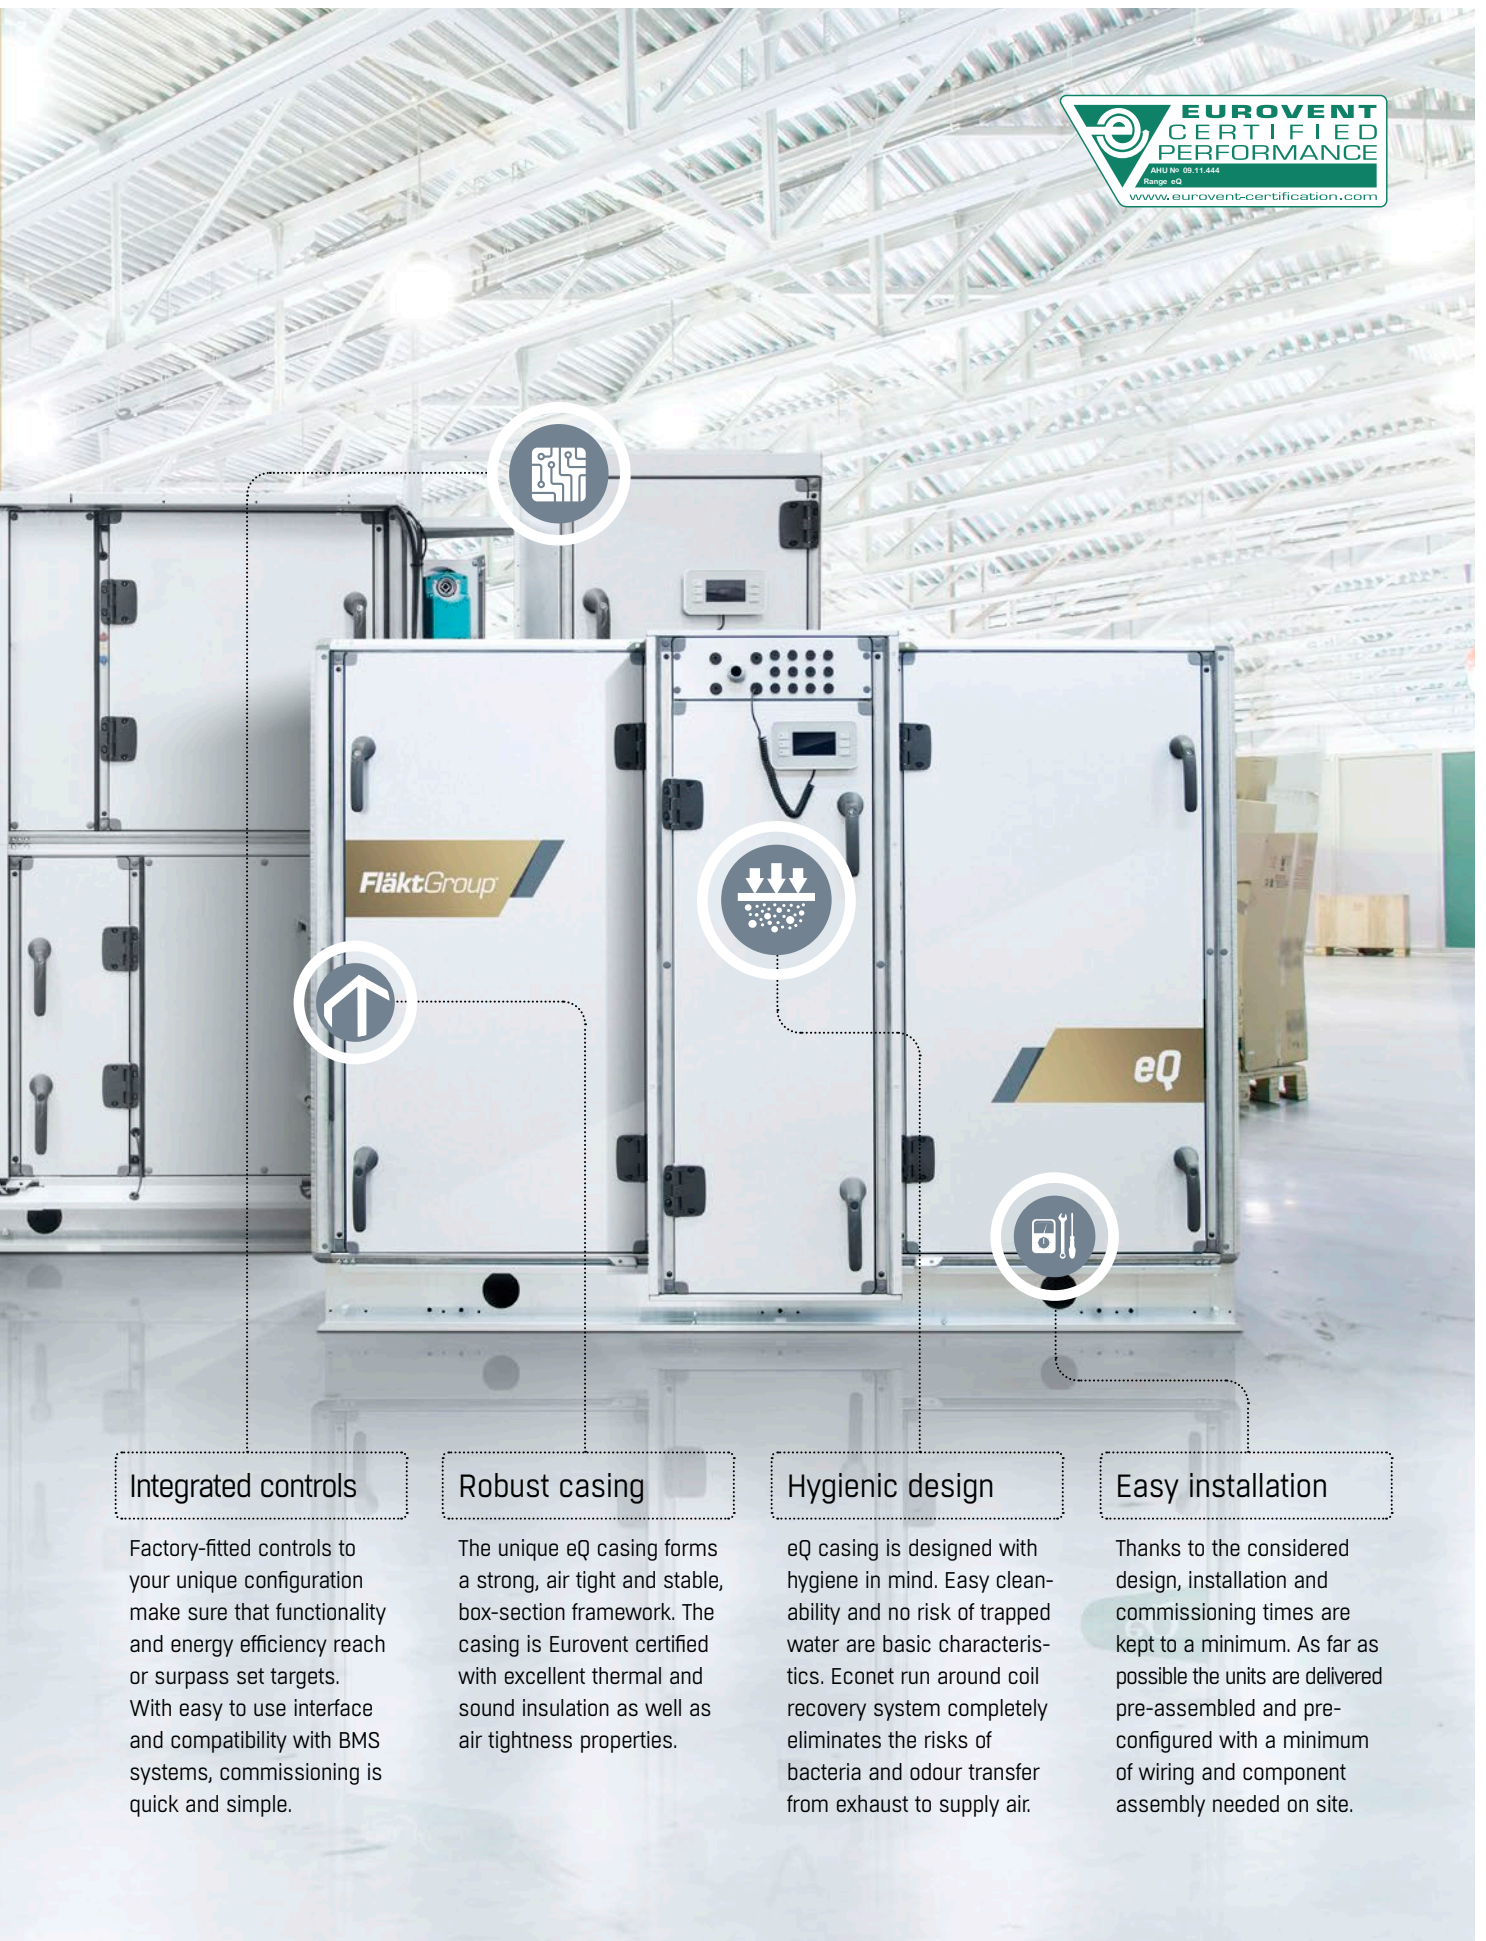 EUROVENT
CERTIFIED
PERFORMANCE
AHU № 09.11.444
Range eQ
www.eurovent-certification.com
FläktGroup
eQ
Integrated controls
Factory-fitted controls to
your unique configuration
make sure that functionality
and energy efficiency reach
or surpass set targets.
With easy to use interface
and compatibility with BMS
systems, commissioning is
quick and simple.
Robust casing
The unique eQ casing forms
a strong, air tight and stable,
box-section framework. The
casing is Eurovent certified
with excellent thermal and
sound insulation as well as
air tightness properties.
Hygienic design
eQ casing is designed with
hygiene in mind. Easy clean-
ability and no risk of trapped
water are basic characteris-
tics. Econet run around coil
recovery system completely
eliminates the risks of
bacteria and odour transfer
from exhaust to supply air.
Easy installation
Thanks to the considered
design, installation and
commissioning times are
kept to a minimum. As far as
possible the units are delivered
pre-assembled and pre-
configured with a minimum
of wiring and component
assembly needed on site.